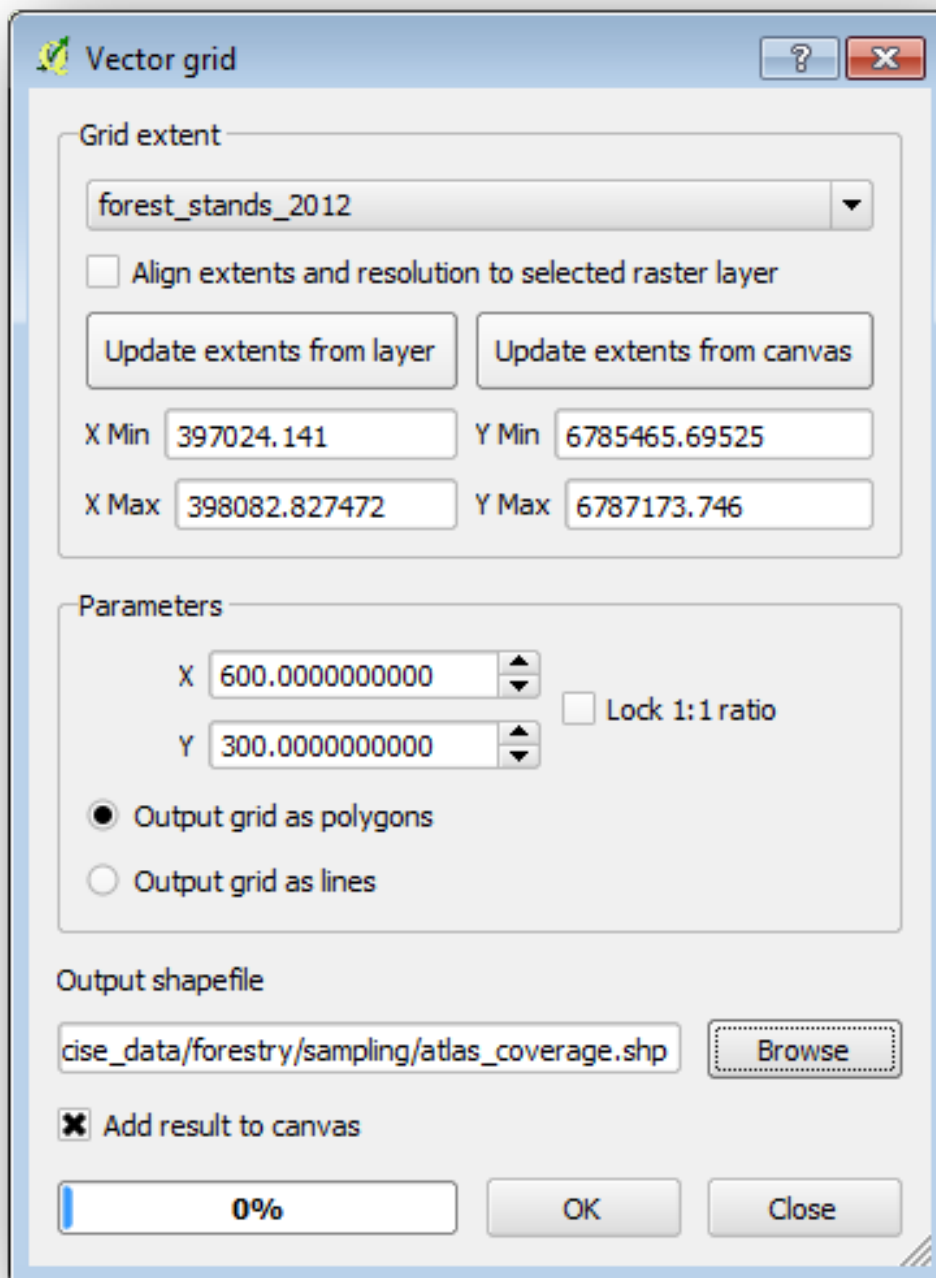 Vector grid
Grid extent
forest_stands_2012
Align extents and resolution to selected raster layer
Update extents from layer Update extents from canvas
X Min 397024.141 Y Min 6785465.69525
X Max 398082.827472 Y Max 6787173.746
Parameters
X 600.0000000000
Lock 1:1 ratio
Y 300.0000000000
Output grid as polygons
Output grid as lines
Output shapefile
cise_data/forestry/sampling/atlas_coverage.shp Browse
Add result to canvas
0% OK Close